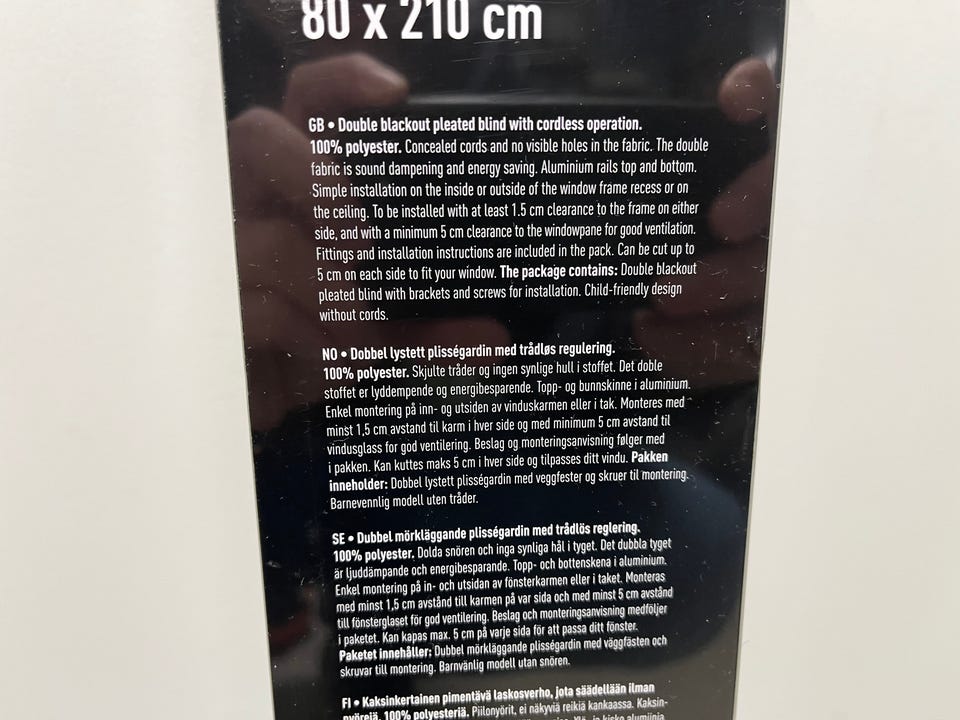 80 x 210 cm
GB • Double blackout pleated blind with cordless operation.
100% polyester. Concealed cords and no visible holes in the fabric. The double
fabric is sound dampening and energy saving. Aluminium rails top and bottom.
Simple installation on the inside or outside of the window frame recess or on
the ceiling. To be installed with at least 1.5 cm clearance to the frame on either
side, and with a minimum 5 cm clearance to the windowpane for good ventilation.
Fittings and installation instructions are included in the pack. Can be cut up to
5 cm on each side to fit your window. The package contains: Double blackout
pleated blind with brackets and screws for installation. Child-friendly design
without cords.
NO • Dobbel lystett plisségardin med trådløs regulering.
100% polyester. Skjulte tråder og ingen synlige hull i stoffet. Det doble
stoffet er lyddempende og energibesparende. Topp- og bunnskinne i aluminium.
Enkel montering på inn- og utsiden av vinduskarmen eller i tak. Monteres med
minst 1,5 cm avstand til karm i hver side og med minimum 5 cm avstand til
vindusglass for god ventilering. Beslag og monteringsanvisning følger med
i pakken. Kan kuttes maks 5 cm i hver side og tilpasses ditt vindu. Pakken
inneholder: Dobbel lystett plisségardin med veggfester og skruer til montering.
Barnevennlig modell uten tråder.
SE • Dubbel mörkläggande plisségardin med trådlös reglering.
100% polyester. Dolda snören och inga synliga hål i tyget. Det dubbla tyget
är ljuddämpande och energibesparande. Topp- och bottenskena i aluminium.
Enkel montering på in- och utsidan av fönsterkarmen eller i taket. Monteras
med minst 1,5 cm avstånd till karmen på var sida och med minst 5 cm avstånd
till fönsterglaset för god ventilering. Beslag och monteringsanvisning medföljer
i paketet. Kan kapas max. 5 cm på varje sida för att passa ditt fönster.
Paketet innehåller: Dubbel mörkläggande plisségardin med väggfästen och
skruvar till montering. Barnvänlig modell utan snören.
FI • Kaksinkertainen pimentävä laskosverho, jota säädellään ilman
nyörejä. 100% polyesteriä. Piilonyörit, ei näkyviä reikiä kankaassa. Kaksin-